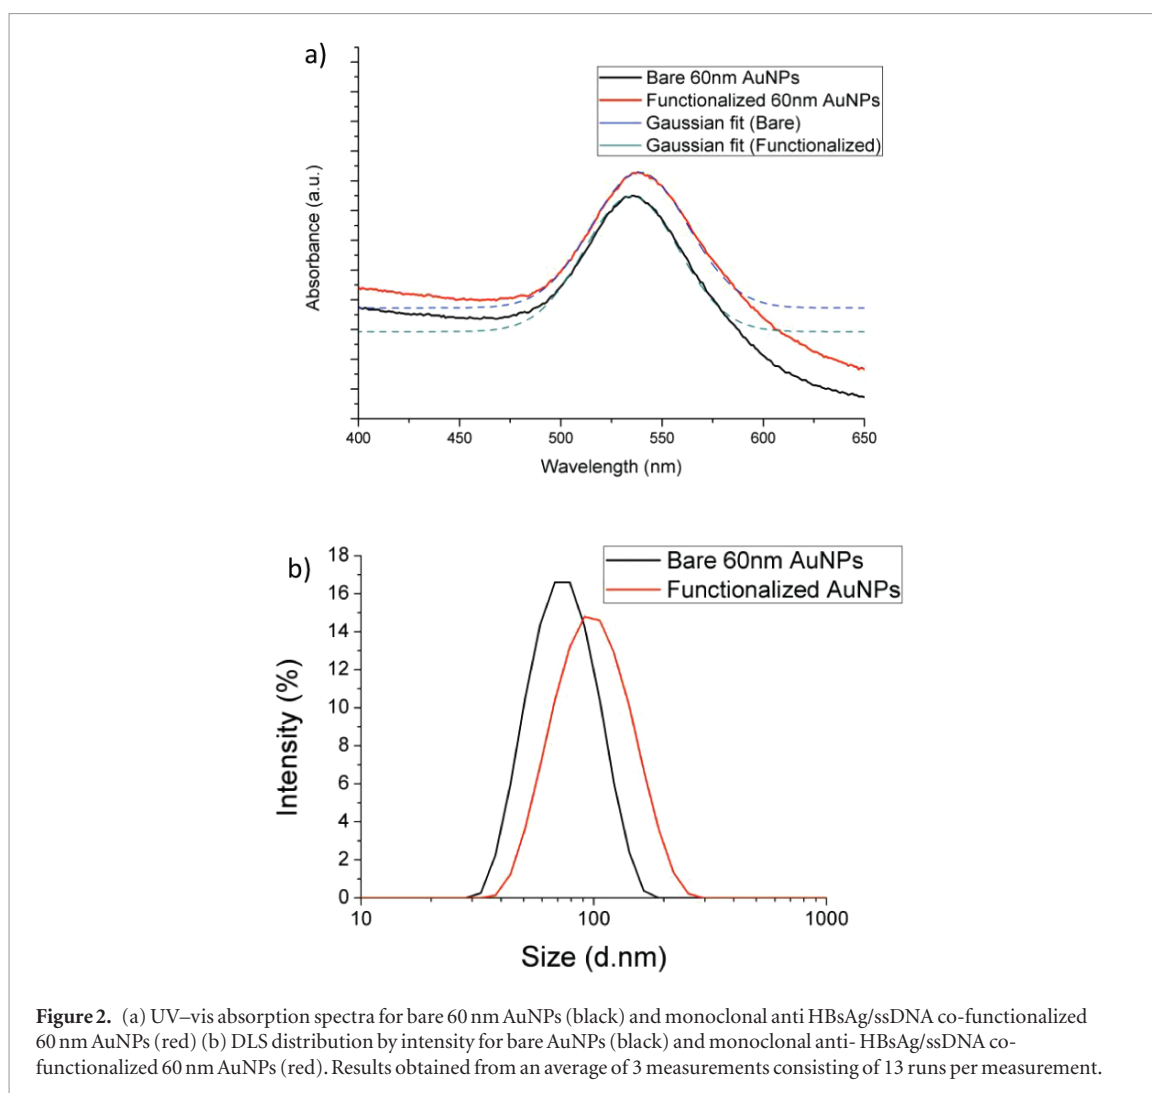 a)
Bare 60nm AuNPs
Functionalized 60nm AuNPs
Gaussian fit (Bare)
Gaussian fit (Functionalized)
Absorbance (a.u.)
400 450 500 550 600 650
Wavelength (nm)
b)
Bare 60nm AuNPs
Functionalized AuNPs
18
16
14
12
10
8
6
4
2
0
Intensity (%)
10 100 1000
Size (d.nm)
Figure 2. (a) UV–vis absorption spectra for bare 60 nm AuNPs (black) and monoclonal anti HBsAg/ssDNA co-functionalized
60 nm AuNPs (red) (b) DLS distribution by intensity for bare AuNPs (black) and monoclonal anti- HBsAg/ssDNA co-
functionalized 60 nm AuNPs (red). Results obtained from an average of 3 measurements consisting of 13 runs per measurement.